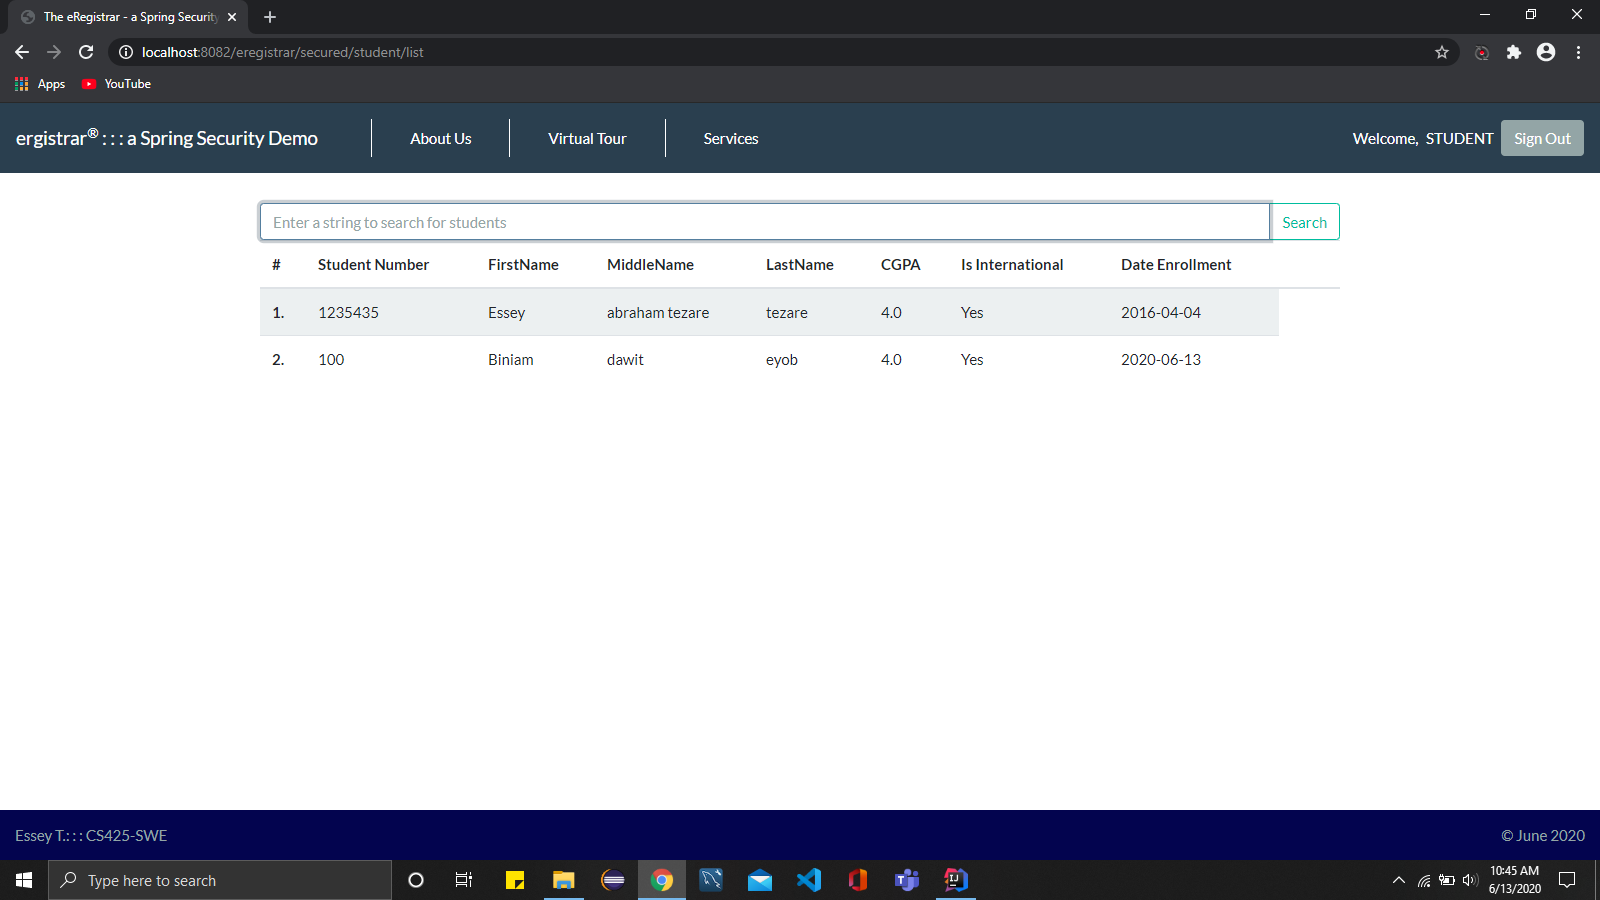 The eRegistrar - a Spring Security
localhost:8082/eregistrar/secured/student/list
Apps YouTube
ergistrar® : : : a Spring Security Demo About Us Virtual Tour Services Welcome, STUDENT Sign Out
Enter a string to search for students Search
# Student Number FirstName MiddleName LastName CGPA Is International Date Enrollment
1. 1235435 Essey abraham tezare tezare 4.0 Yes 2016-04-04
2. 100 Biniam dawit eyob 4.0 Yes 2020-06-13
Essey T.: : : CS425-SWE © June 2020
Type here to search
10:45 AM
6/13/2020